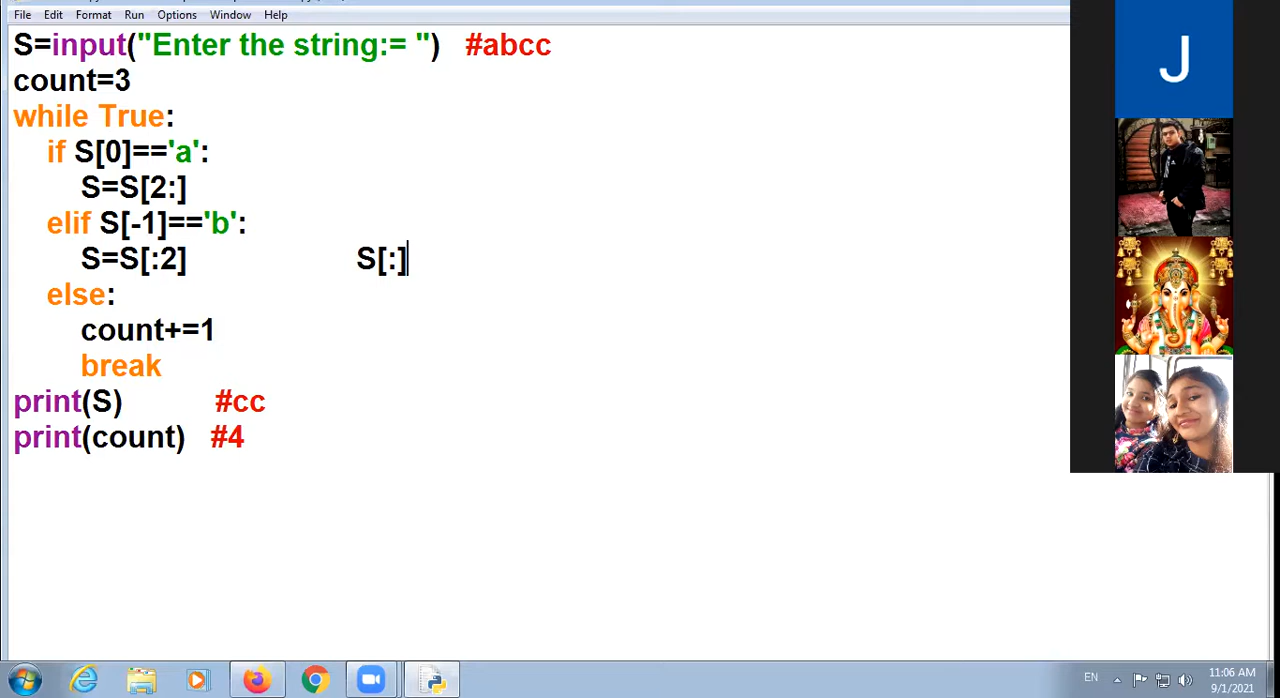 File Edit Format Run Options Window Help
S=input("Enter the string:= ") #abcc
count=3
while True:
if S[0]=='a':
S=S[2:]
elif S[-1]=='b':
S=S[:2] S[:]
else:
count+=1
break
print(S) #cc
print(count) #4
J
EN
11:06 AM
9/1/2021